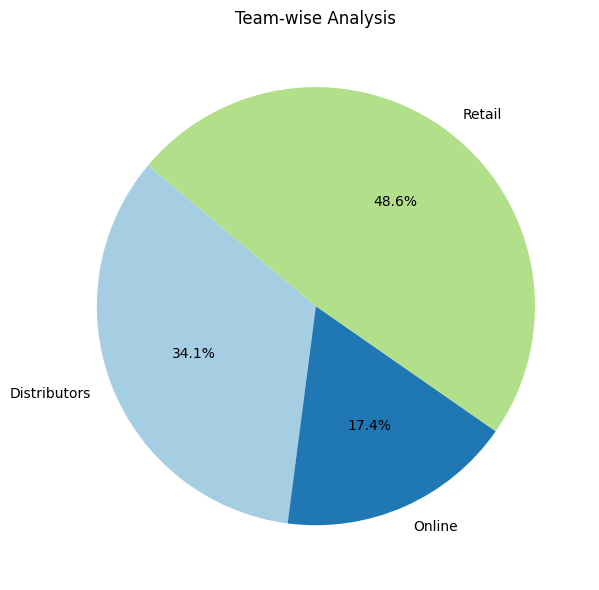 Team-wise Analysis
Retail
48.6%
34.1%
Distributors
17.4%
Online